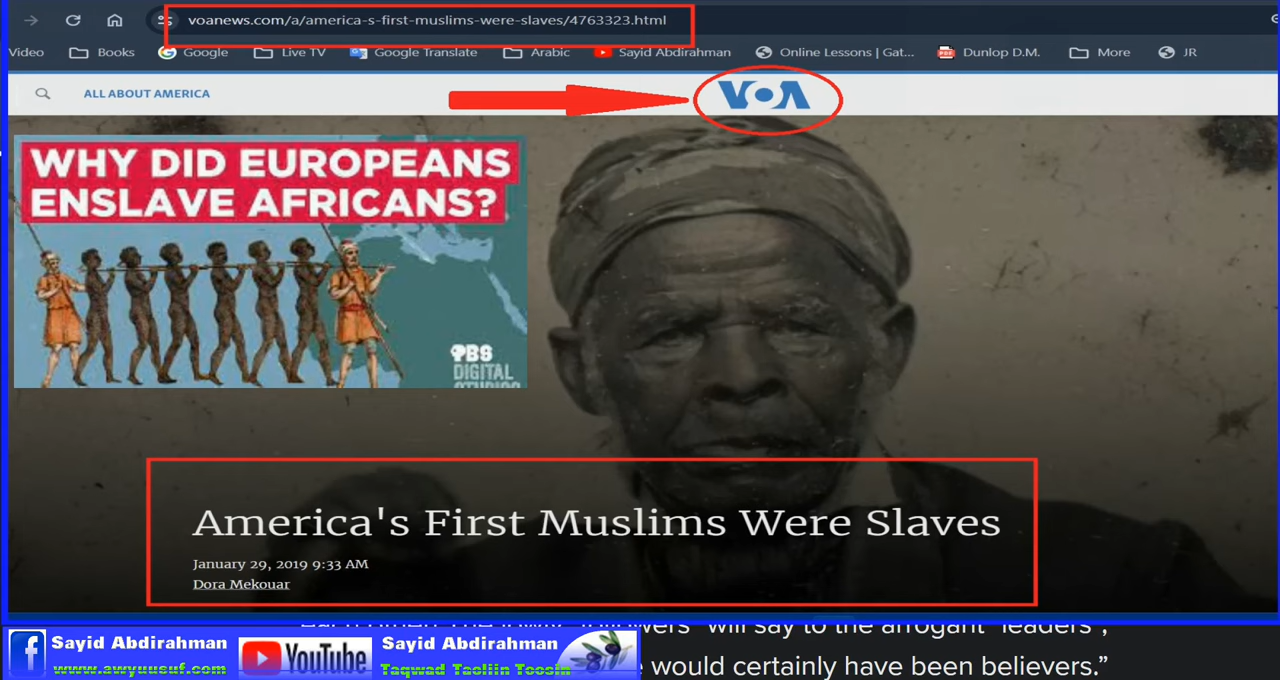 voanews.com/a/america-s-first-muslims-were-slaves/4763323.html
Video Books Google Live TV Google Translate Arabic Sayid Abdirahman Online Lessons | Gat... Dunlop D.M. More JR
ALL ABOUT AMERICA
VOA
WHY DID EUROPEANS
ENSLAVE AFRICANS?
PBS
DIGITAL
STUDIOS
America's First Muslims Were Slaves
January 29, 2019 9:33 AM
Dora Mekouar
will say to the arrogant "leaders",
would certainly have been believers.”
Sayid Abdirahman
www.awyuusuf.com
YouTube
Sayid Abdirahman
Taqwad Taoliin Toosin